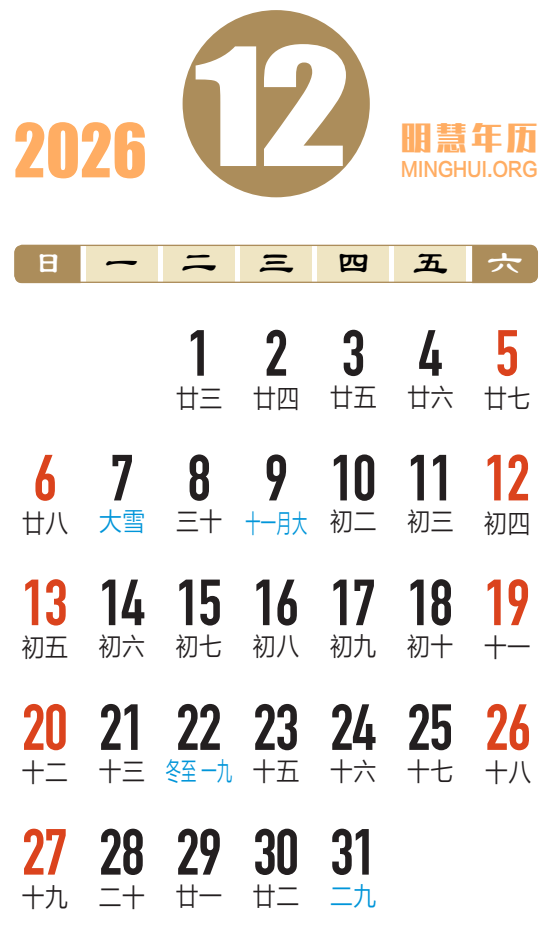 12
2026
明慧年历
MINGHUI.ORG
日 一 二 三 四 五 六
1 2 3 4 5
廿三 廿四 廿五 廿六 廿七
6 7 8 9 10 11 12
廿八 大雪 三十 十一月大 初二 初三 初四
13 14 15 16 17 18 19
初五 初六 初七 初八 初九 初十 十一
20 21 22 23 24 25 26
十二 十三 冬至 一九 十五 十六 十七 十八
27 28 29 30 31
十九 二十 廿一 廿二 二九